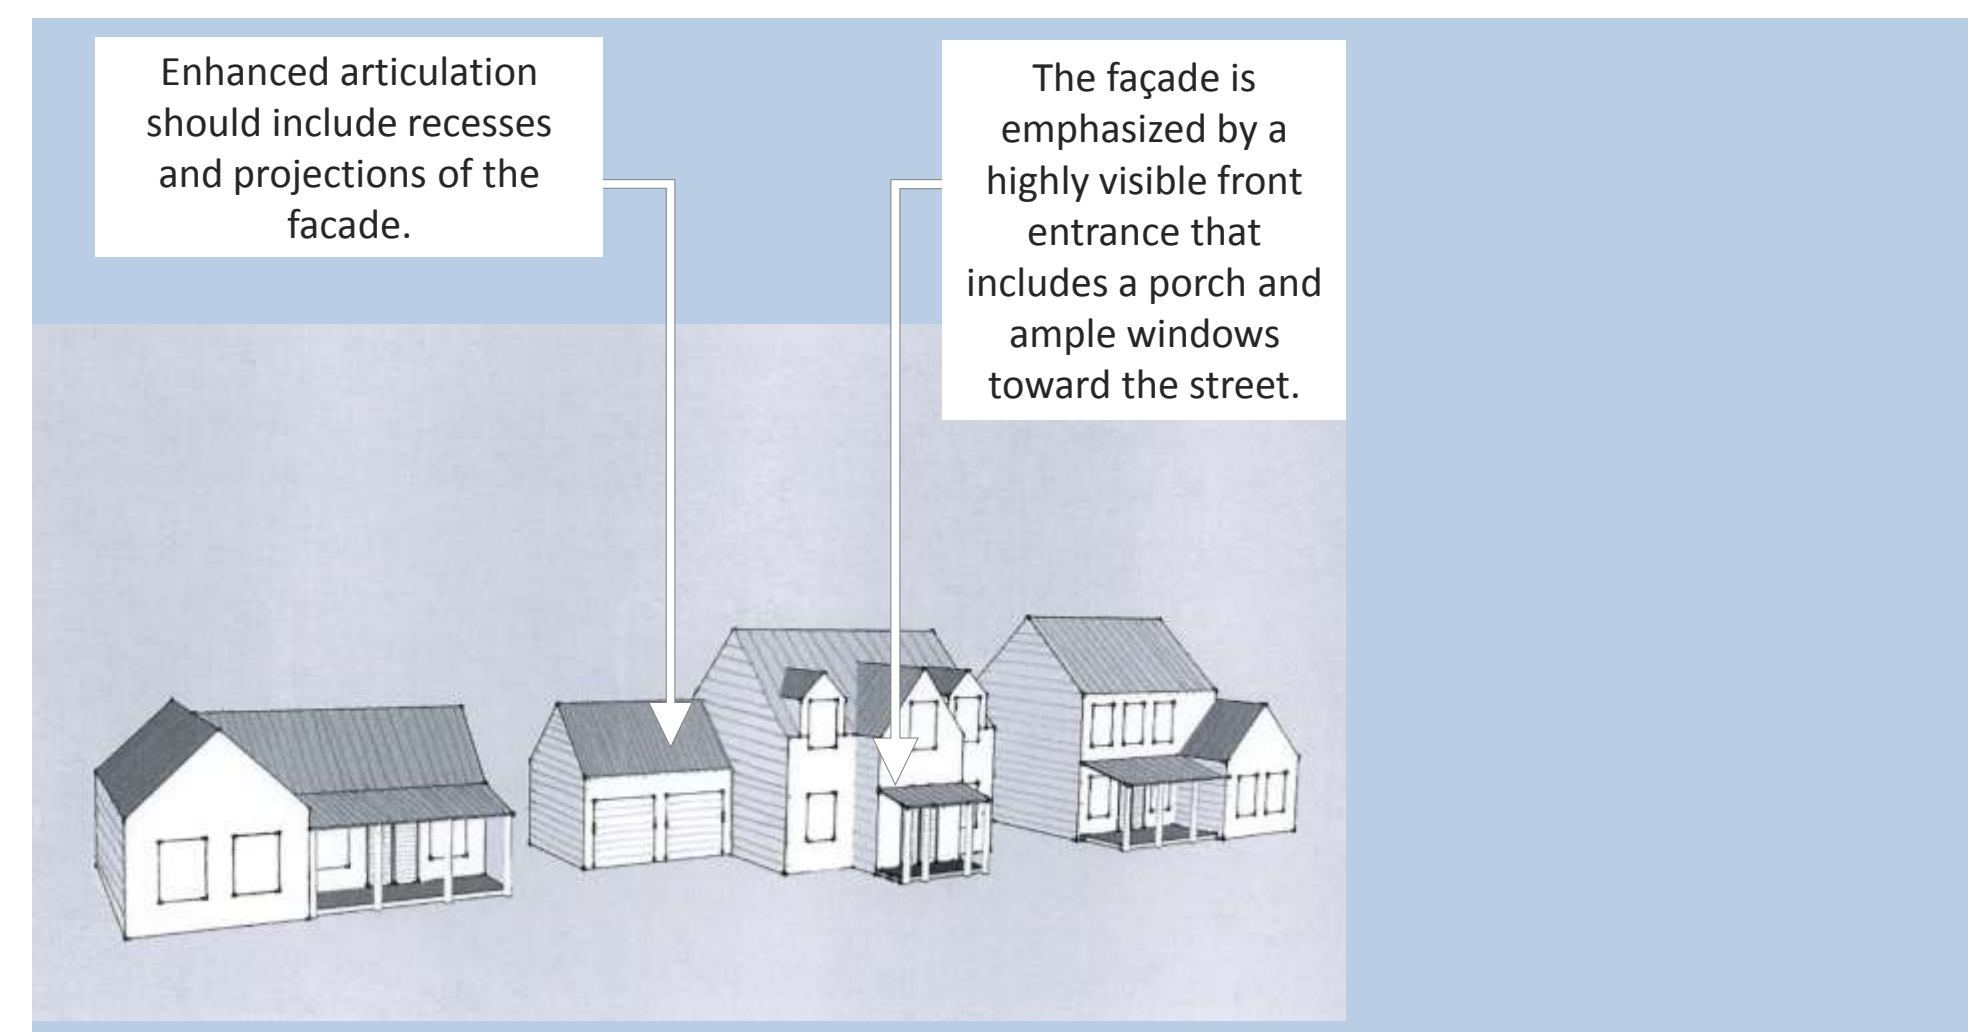 Enhanced articulation
should include recesses
and projections of the
facade.
The façade is
emphasized by a
highly visible front
entrance that
includes a porch and
ample windows
toward the street.